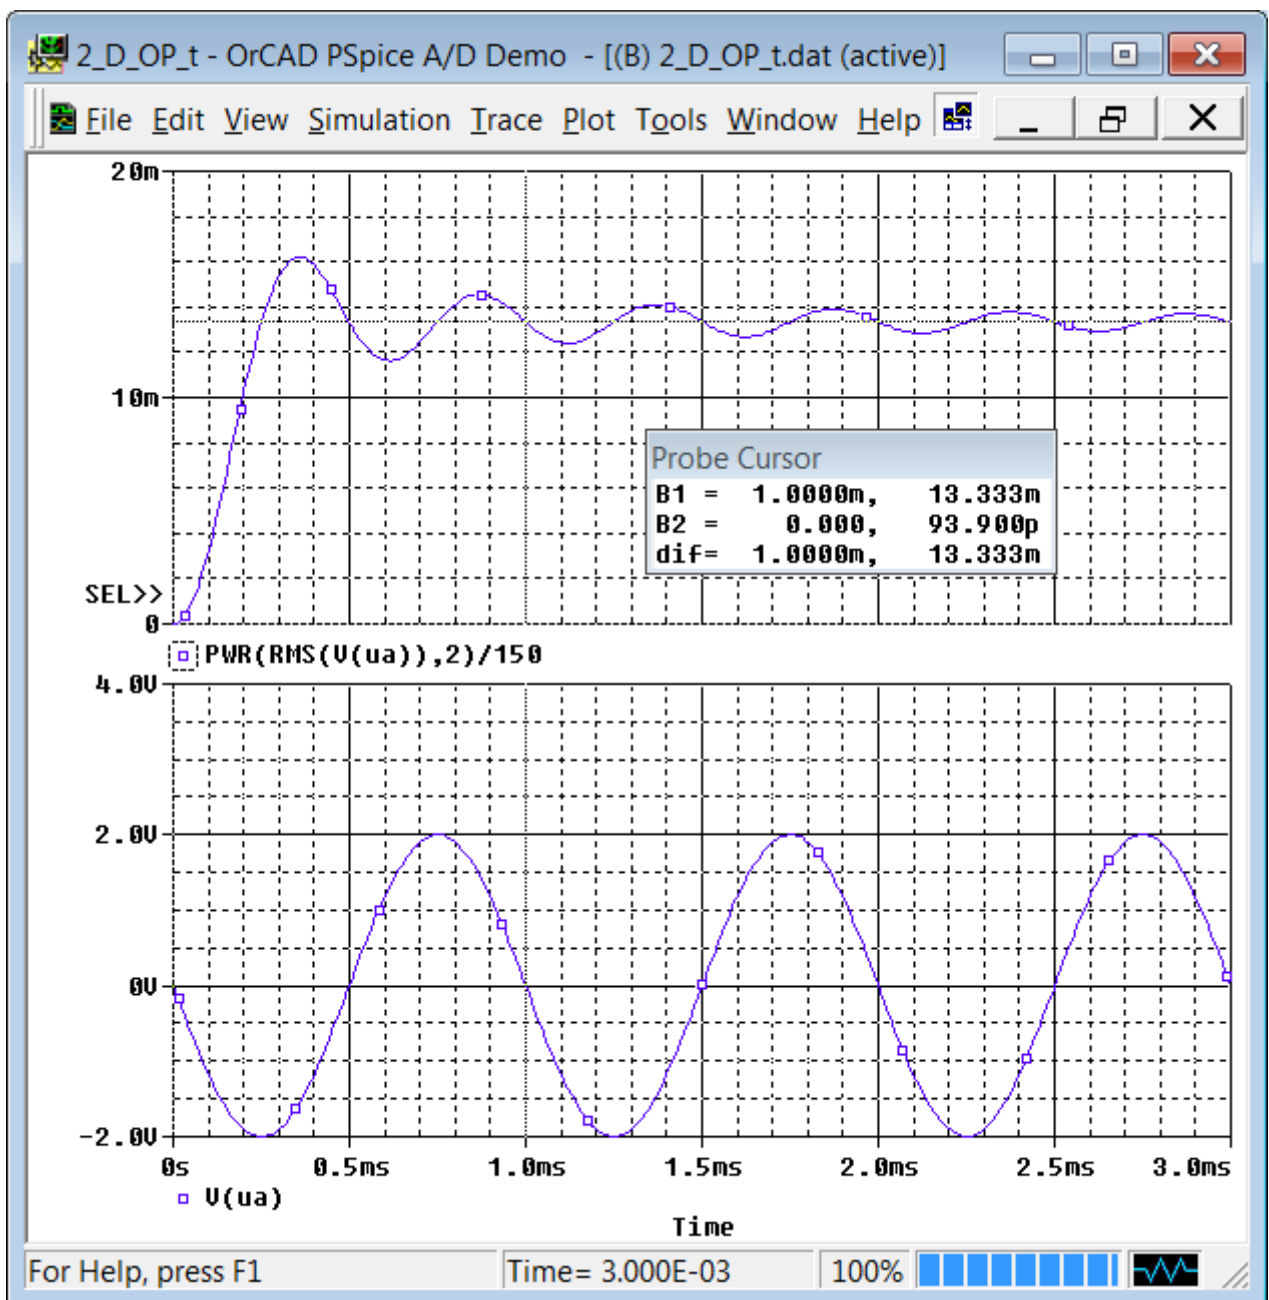 2_D_OP_t - OrCAD PSpice A/D Demo - [(B) 2_D_OP_t.dat (active)]
File Edit View Simulation Trace Plot Tools Window Help
20m
10m
SEL>>
0
Probe Cursor
B1 = 1.0000m, 13.333m
B2 = 0.000, 93.900p
dif= 1.0000m, 13.333m
PWR(RMS(V(ua)),2)/150
4.0V
2.0V
0V
-2.0V
0s 0.5ms 1.0ms 1.5ms 2.0ms 2.5ms 3.0ms
V(ua)
Time
For Help, press F1 Time= 3.000E-03 100%